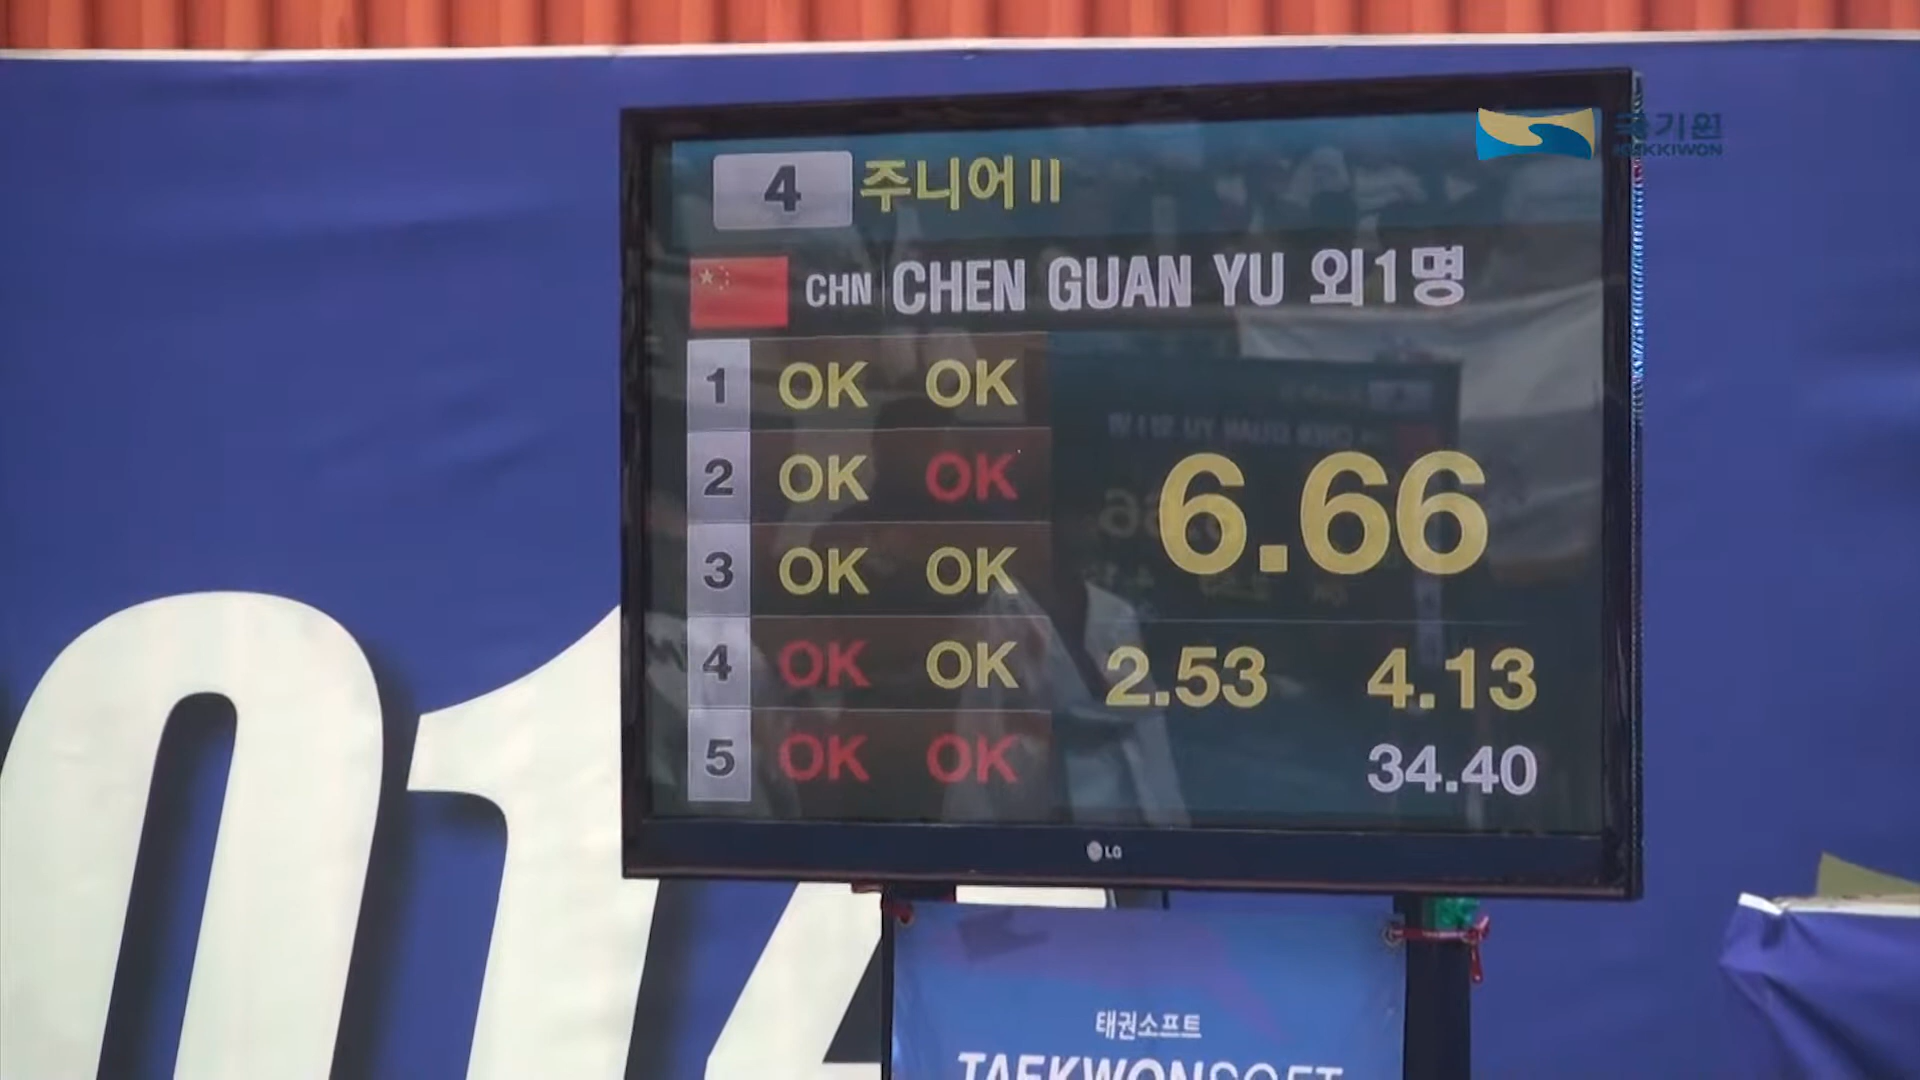 국기원
KUKKIWON
4 주니어 II
CHN CHEN GUAN YU 외1명
1 OK OK
2 OK OK
3 OK OK
4 OK OK
5 OK OK
6.66
2.53 4.13
34.40
LG
014
태권소프트
TAEKWONSOFT